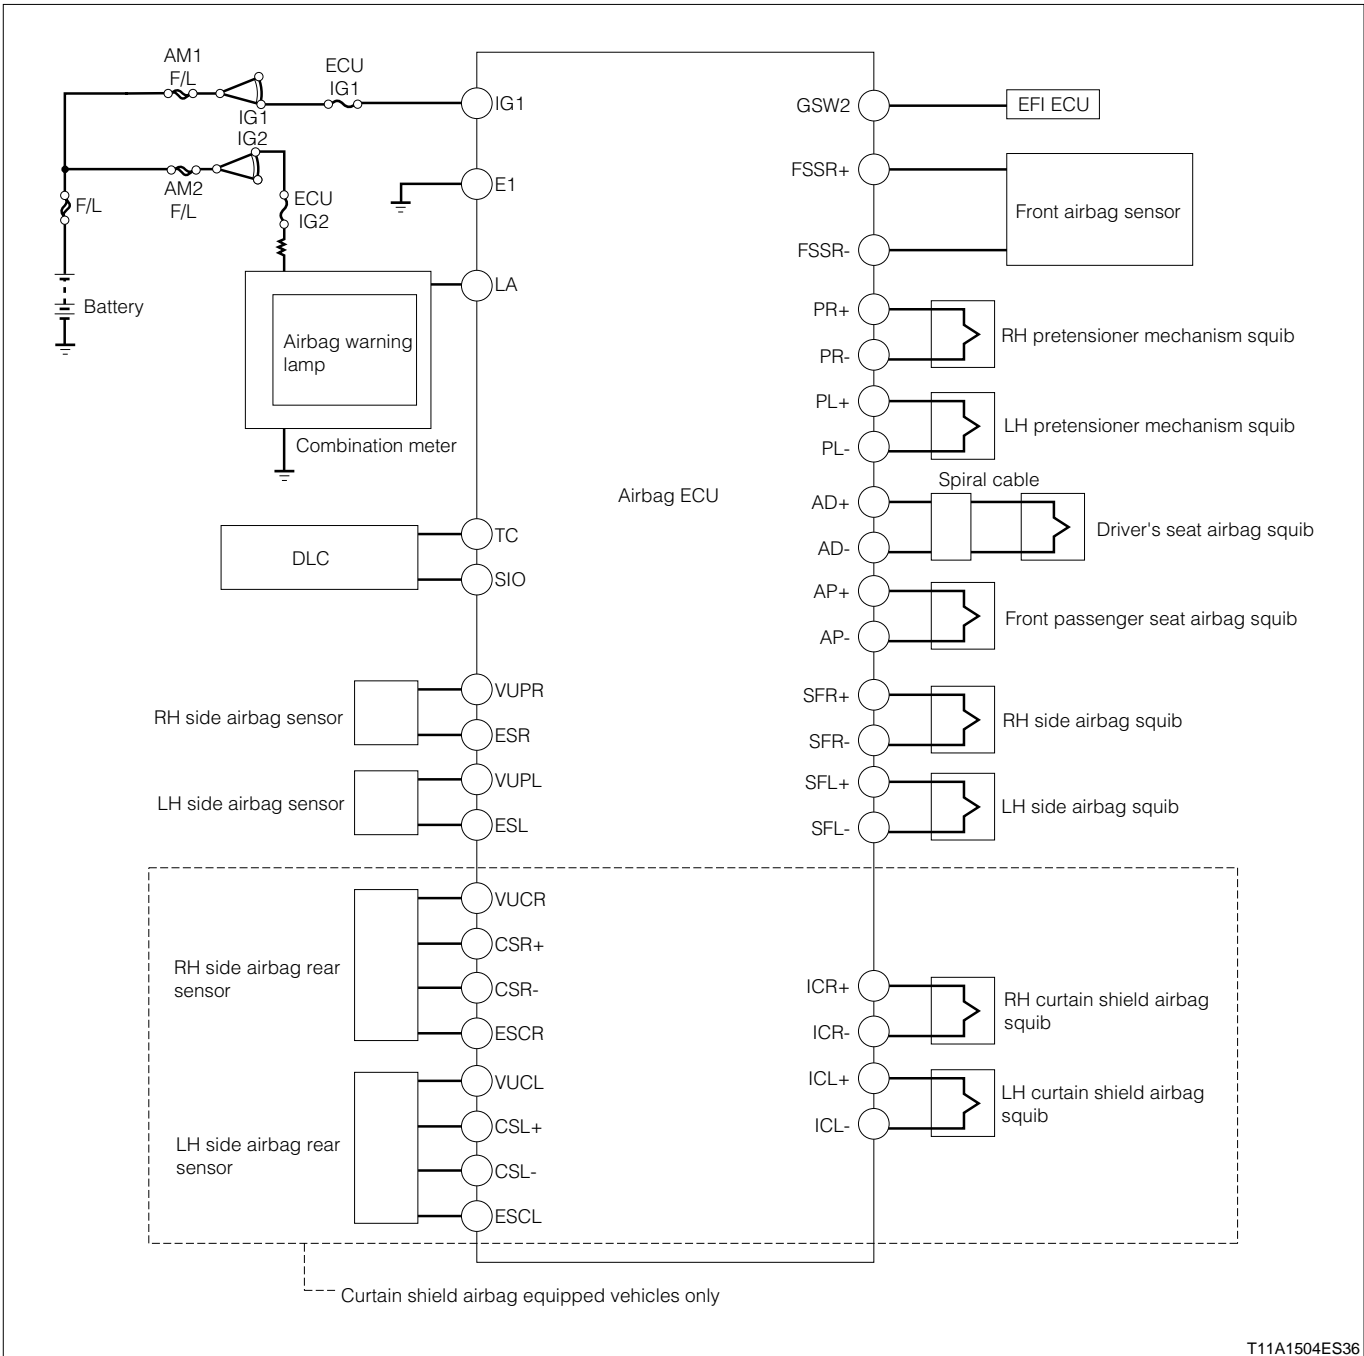 AM1
F/L
ECU
IG1
IG1
IG2
AM2
F/L
ECU
IG2
F/L
Battery
Airbag warning
lamp
Combination meter
DLC
RH side airbag sensor
LH side airbag sensor
RH side airbag rear
sensor
LH side airbag rear
sensor
IG1
E1
LA
TC
SIO
VUPR
ESR
VUPL
ESL
VUCR
CSR+
CSR-
ESCR
VUCL
CSL+
CSL-
ESCL
Airbag ECU
GSW2
FSSR+
FSSR-
PR+
PR-
PL+
PL-
AD+
AD-
AP+
AP-
SFR+
SFR-
SFL+
SFL-
ICR+
ICR-
ICL+
ICL-
EFI ECU
Front airbag sensor
RH pretensioner mechanism squib
LH pretensioner mechanism squib
Spiral cable
Driver's seat airbag squib
Front passenger seat airbag squib
RH side airbag squib
LH side airbag squib
RH curtain shield airbag
squib
LH curtain shield airbag
squib
Curtain shield airbag equipped vehicles only
T11A1504ES36